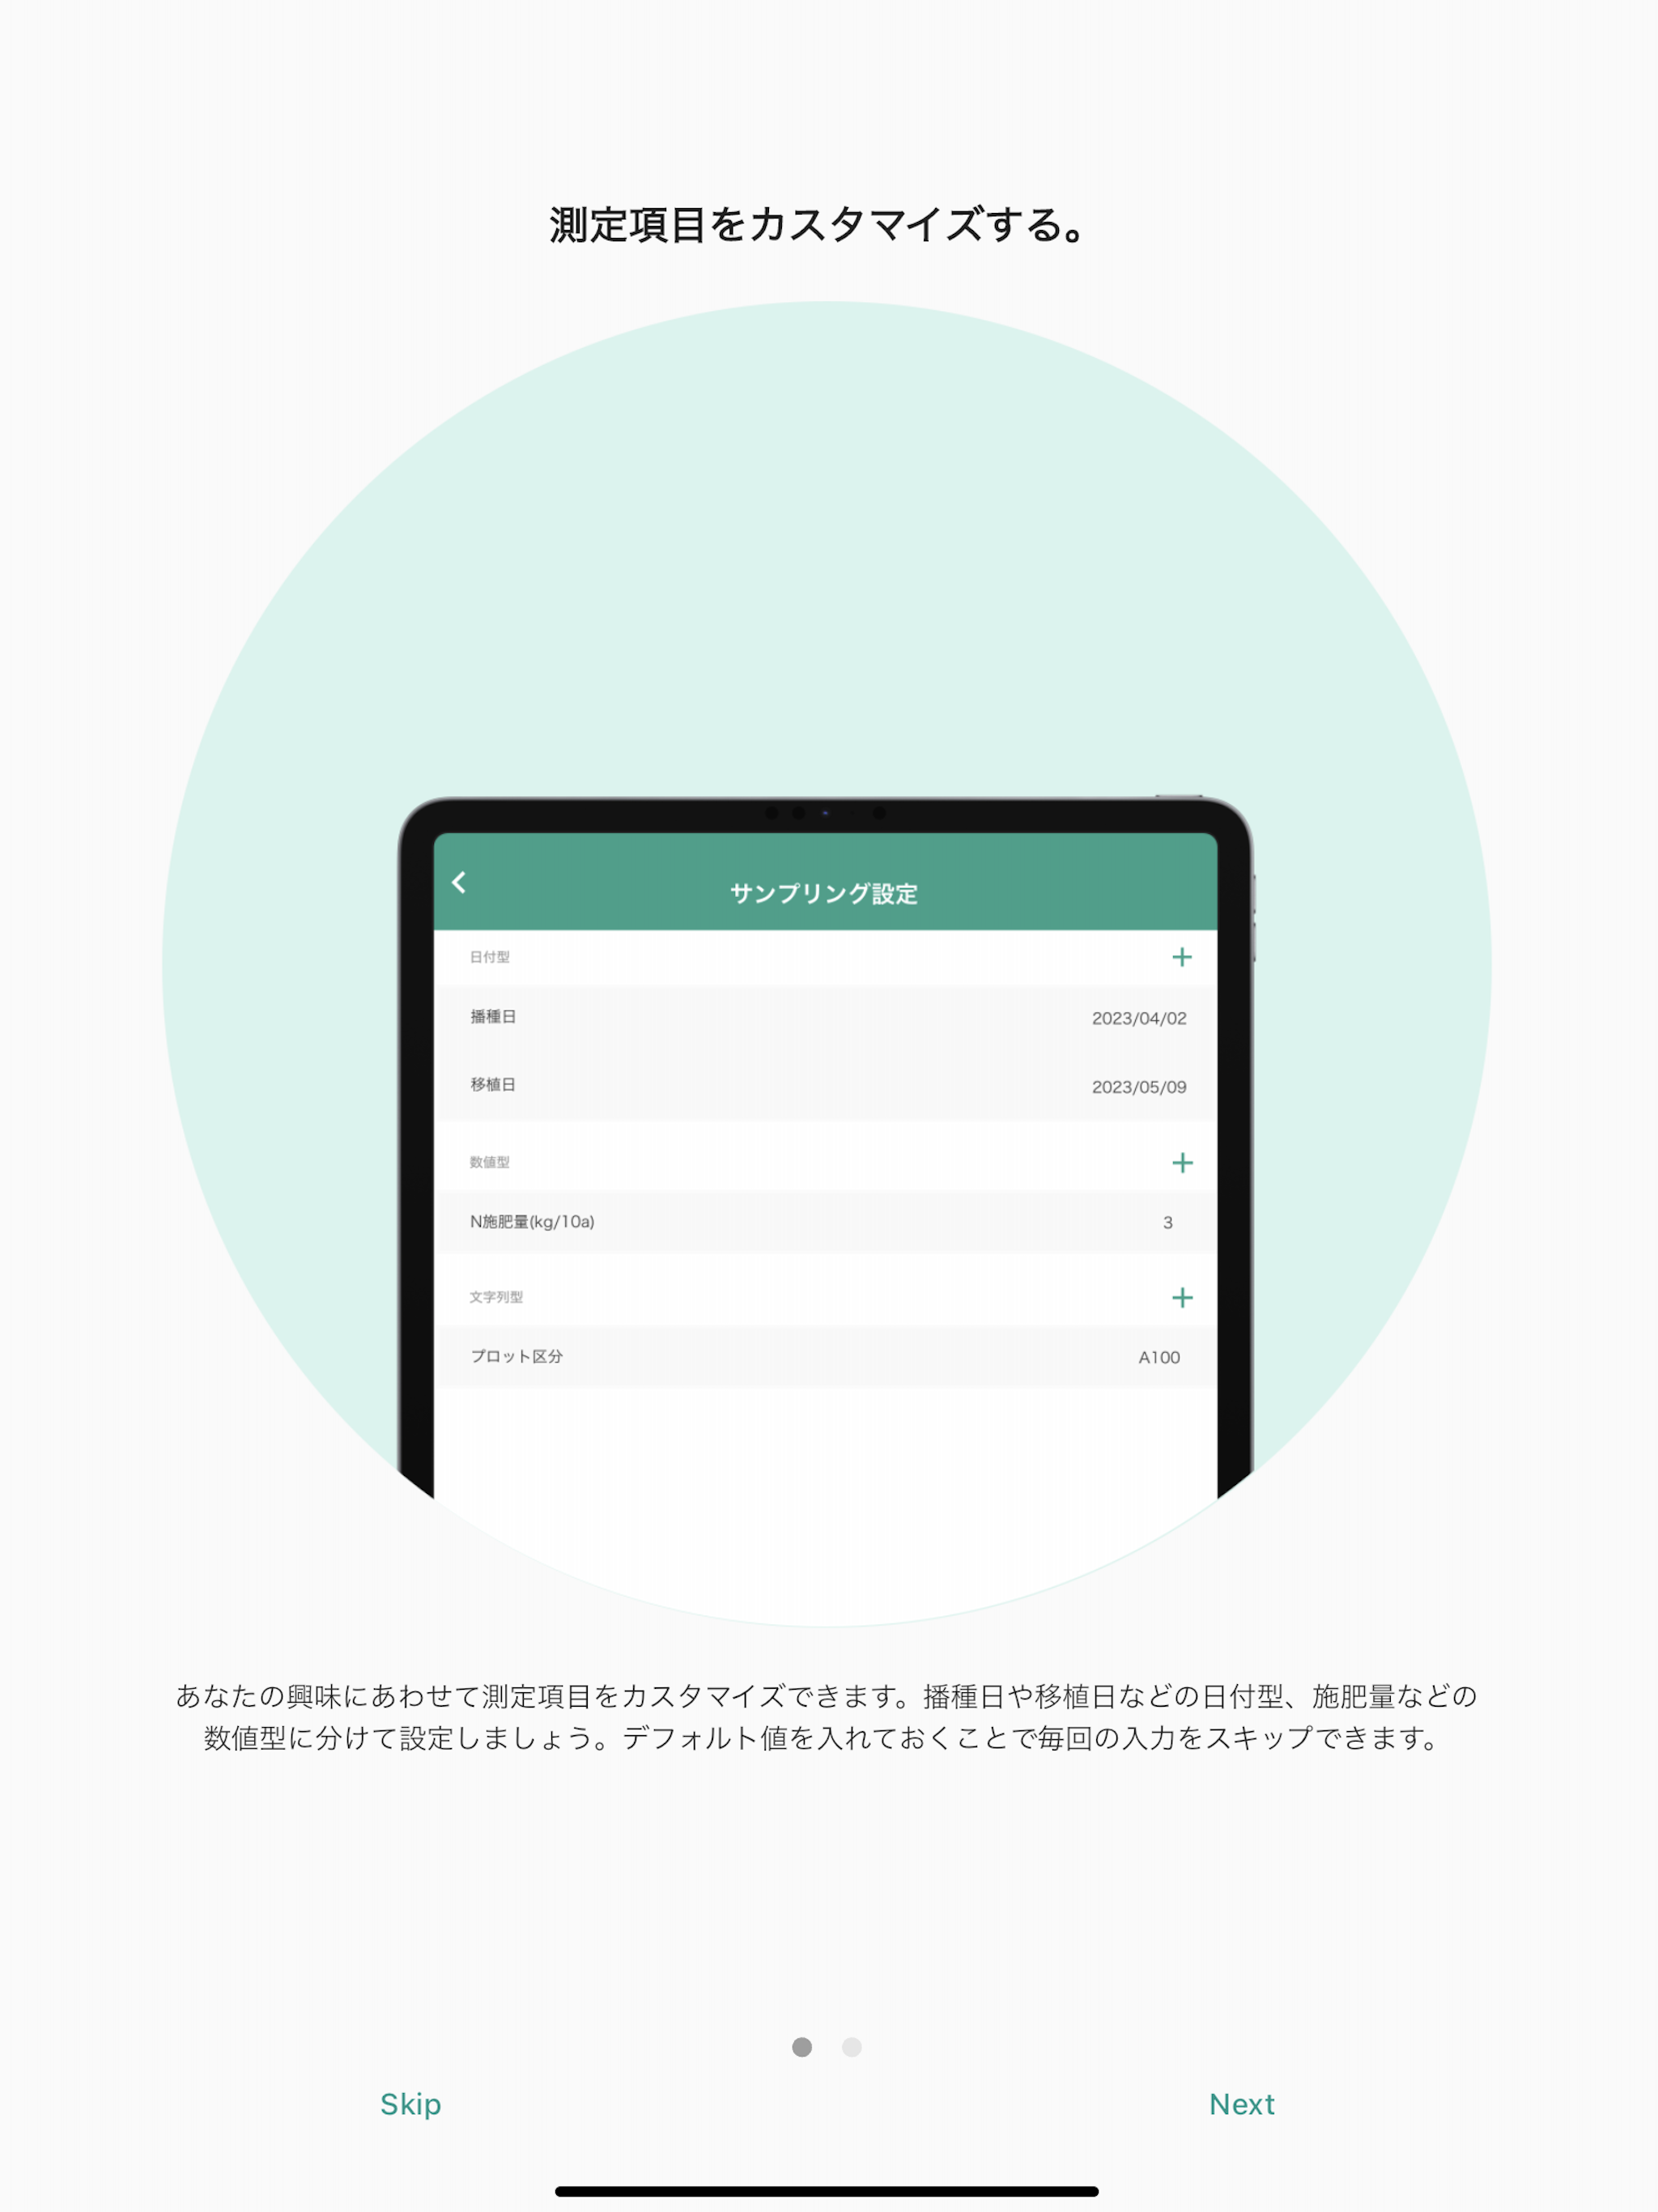 測定項目をカスタマイズする。
サンプリング設定
日付型
播種日 2023/04/02
移植日 2023/05/09
数値型
N施肥量(kg/10a) 3
文字列型
プロット区分 A100
あなたの興味にあわせて測定項目をカスタマイズできます。播種日や移植日などの日付型、施肥量などの
数値型に分けて設定しましょう。デフォルト値を入れておくことで毎回の入力をスキップできます。
Skip Next